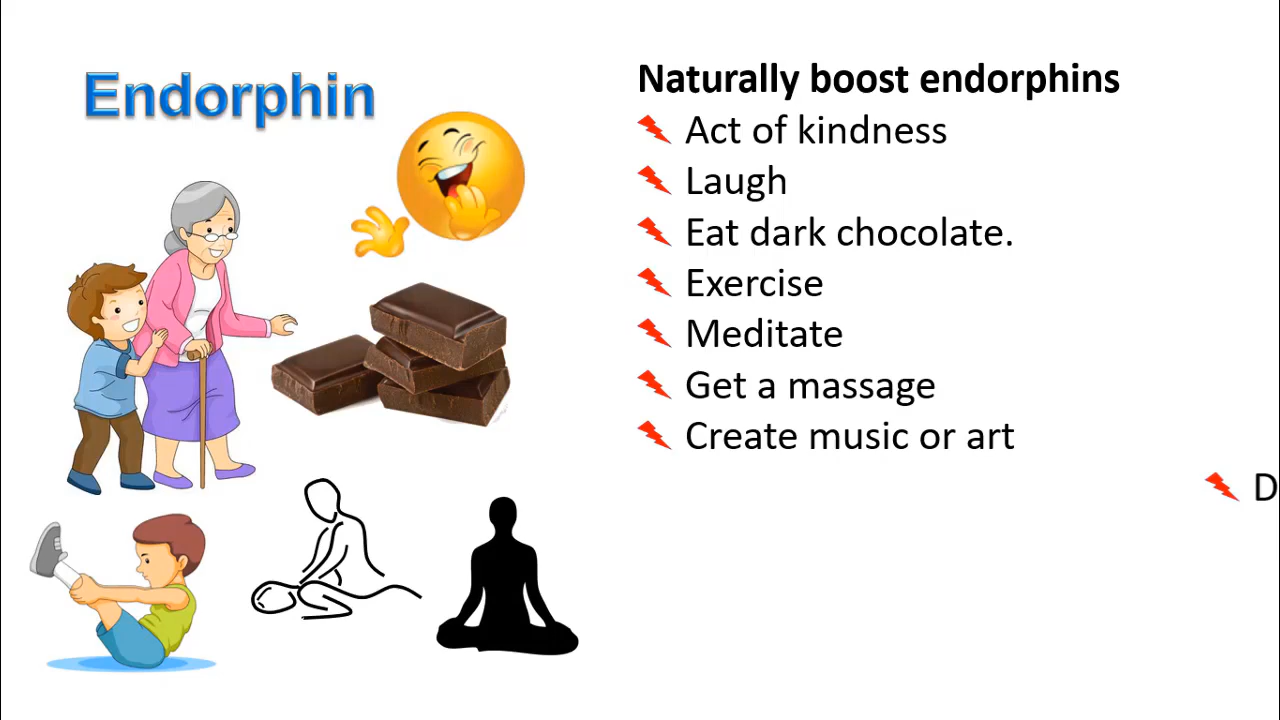 Endorphin
Naturally boost endorphins
Act of kindness
Laugh
Eat dark chocolate.
Exercise
Meditate
Get a massage
Create music or art
D